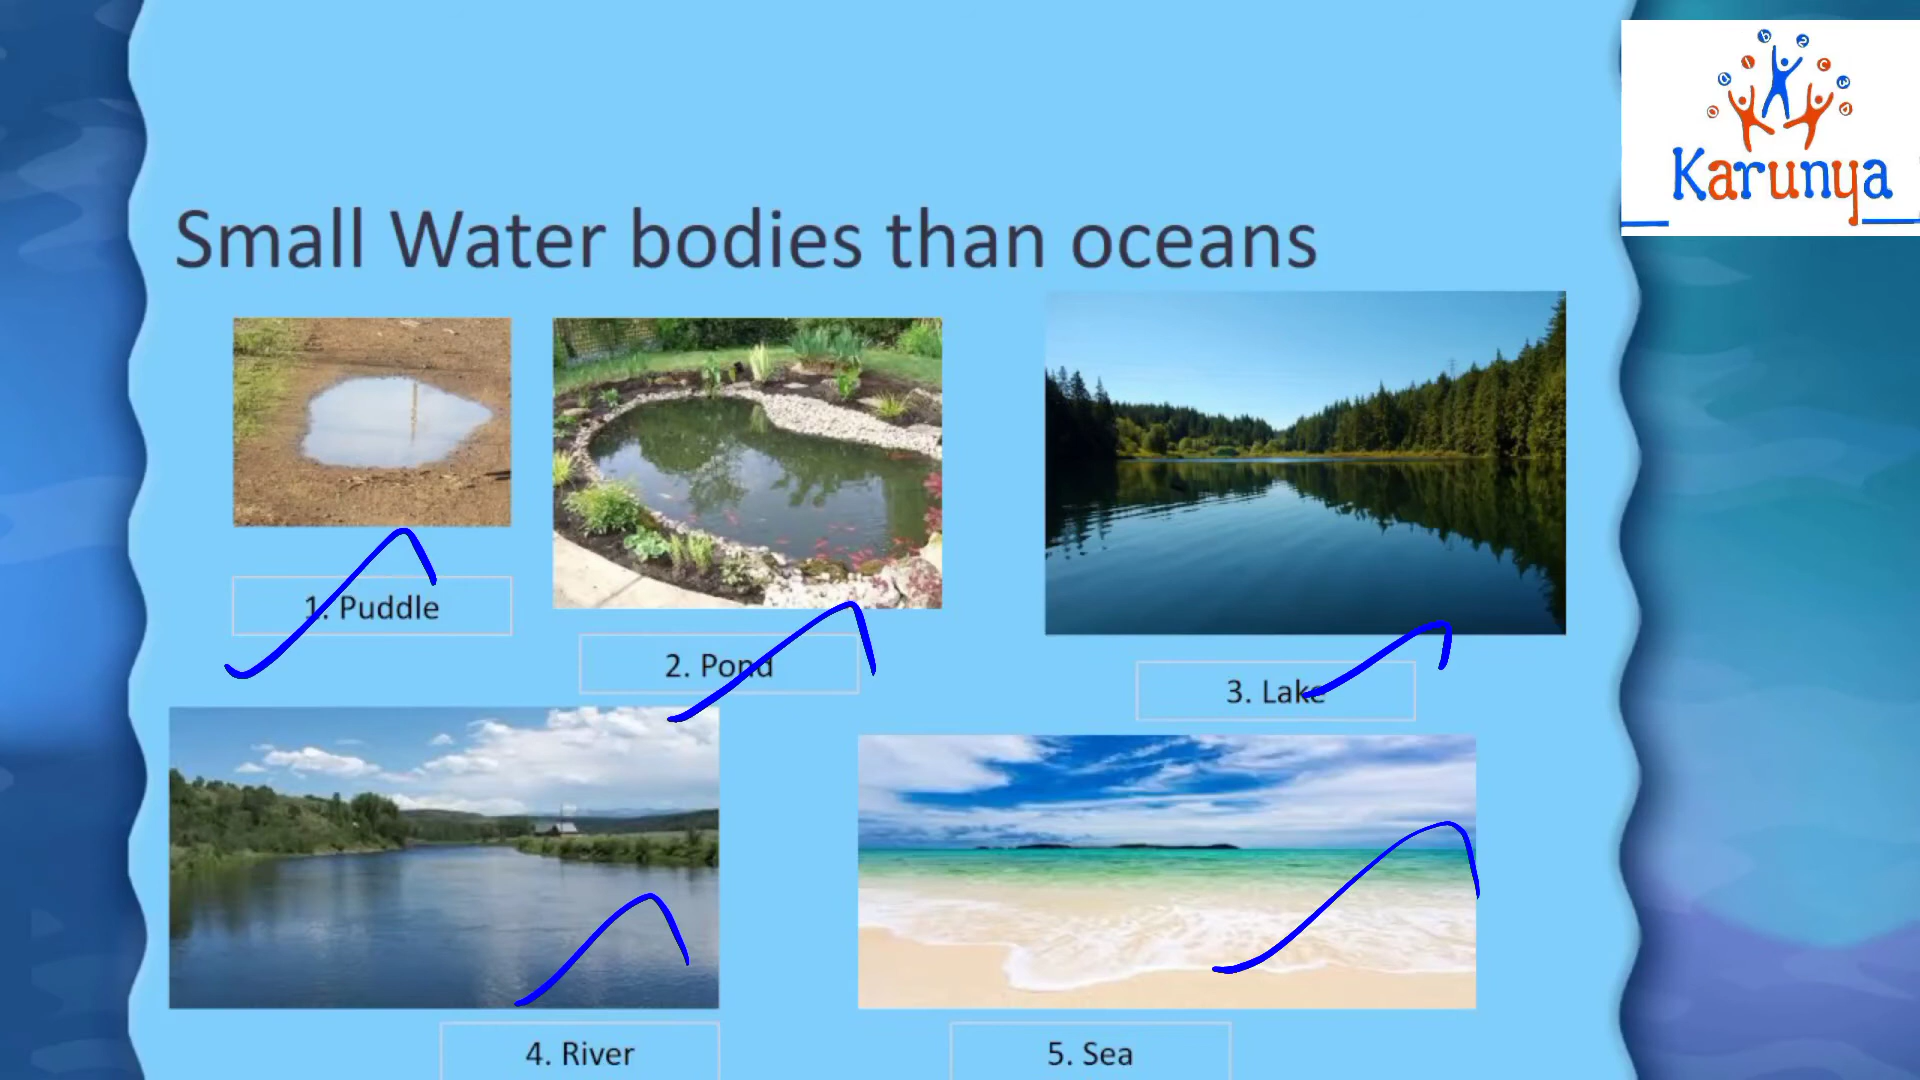 Karunya
Small Water bodies than oceans
1. Puddle
2. Pond
3. Lake
4. River
5. Sea